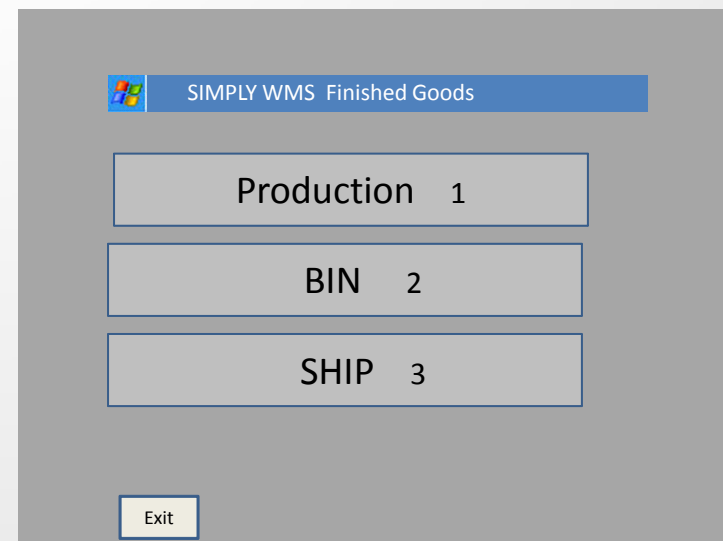 SIMPLY WMS Finished Goods
Production 1
BIN 2
SHIP 3
Exit